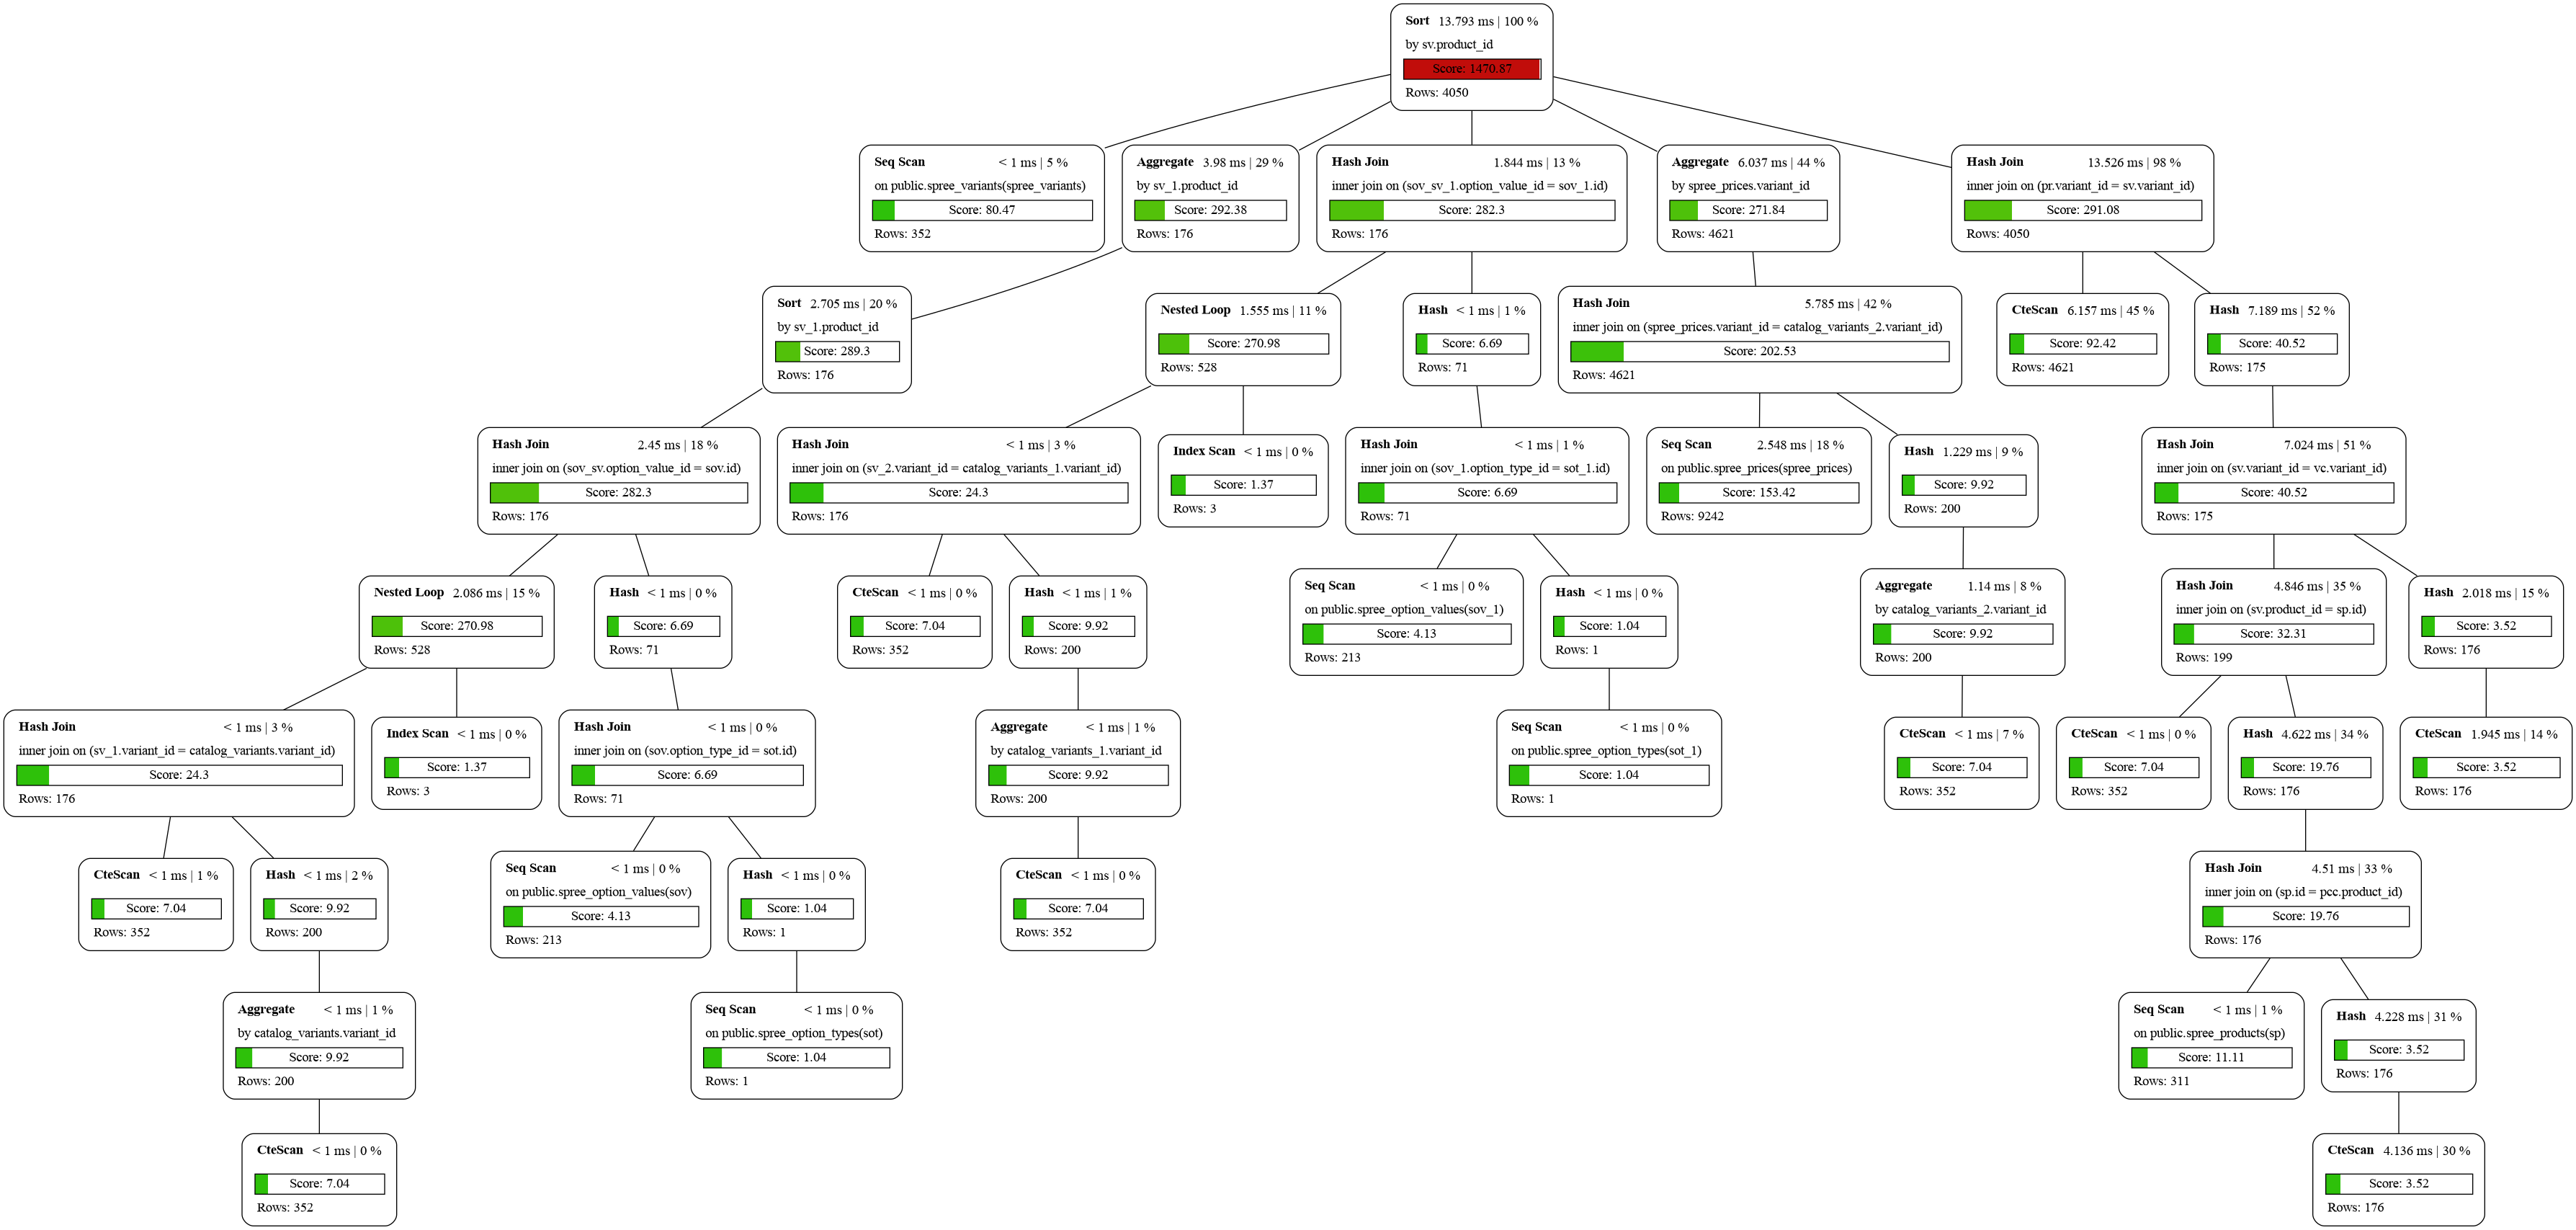 Sort 13.793 ms | 100 %
by sv.product_id
Score: 1470.87
Rows: 4050
Seq Scan < 1 ms | 5 %
on public.spree_variants(spree_variants)
Score: 80.47
Rows: 352
Aggregate 3.98 ms | 29 %
by sv_1.product_id
Score: 292.38
Rows: 176
Hash Join 1.844 ms | 13 %
inner join on (sov_sv_1.option_value_id = sov_1.id)
Score: 282.3
Rows: 176
Aggregate 6.037 ms | 44 %
by spree_prices.variant_id
Score: 271.84
Rows: 4621
Hash Join 13.526 ms | 98 %
inner join on (pr.variant_id = sv.variant_id)
Score: 291.08
Rows: 4050
Sort 2.705 ms | 20 %
by sv_1.product_id
Score: 289.3
Rows: 176
Nested Loop 1.555 ms | 11 %
Score: 270.98
Rows: 528
Hash < 1 ms | 1 %
Score: 6.69
Rows: 71
Hash Join 5.785 ms | 42 %
inner join on (spree_prices.variant_id = catalog_variants_2.variant_id)
Score: 202.53
Rows: 4621
CteScan 6.157 ms | 45 %
Score: 92.42
Rows: 4621
Hash 7.189 ms | 52 %
Score: 40.52
Rows: 175
Hash Join 2.45 ms | 18 %
inner join on (sov_sv.option_value_id = sov.id)
Score: 282.3
Rows: 176
Hash Join < 1 ms | 3 %
inner join on (sv_2.variant_id = catalog_variants_1.variant_id)
Score: 24.3
Rows: 176
Index Scan < 1 ms | 0 %
Score: 1.37
Rows: 3
Hash Join < 1 ms | 1 %
inner join on (sov_1.option_type_id = sot_1.id)
Score: 6.69
Rows: 71
Seq Scan 2.548 ms | 18 %
on public.spree_prices(spree_prices)
Score: 153.42
Rows: 9242
Hash 1.229 ms | 9 %
Score: 9.92
Rows: 200
Hash Join 7.024 ms | 51 %
inner join on (sv.variant_id = vc.variant_id)
Score: 40.52
Rows: 175
Nested Loop 2.086 ms | 15 %
Score: 270.98
Rows: 528
Hash < 1 ms | 0 %
Score: 6.69
Rows: 71
CteScan < 1 ms | 0 %
Score: 7.04
Rows: 352
Hash < 1 ms | 1 %
Score: 9.92
Rows: 200
Seq Scan < 1 ms | 0 %
on public.spree_option_values(sov_1)
Score: 4.13
Rows: 213
Hash < 1 ms | 0 %
Score: 1.04
Rows: 1
Aggregate 1.14 ms | 8 %
by catalog_variants_2.variant_id
Score: 9.92
Rows: 200
Hash Join 4.846 ms | 35 %
inner join on (sv.product_id = sp.id)
Score: 32.31
Rows: 199
Hash 2.018 ms | 15 %
Score: 3.52
Rows: 176
Hash Join < 1 ms | 3 %
inner join on (sv_1.variant_id = catalog_variants.variant_id)
Score: 24.3
Rows: 176
Index Scan < 1 ms | 0 %
Score: 1.37
Rows: 3
Hash Join < 1 ms | 0 %
inner join on (sov.option_type_id = sot.id)
Score: 6.69
Rows: 71
Aggregate < 1 ms | 1 %
by catalog_variants_1.variant_id
Score: 9.92
Rows: 200
Seq Scan < 1 ms | 0 %
on public.spree_option_types(sot_1)
Score: 1.04
Rows: 1
CteScan < 1 ms | 7 %
Score: 7.04
Rows: 352
CteScan < 1 ms | 0 %
Score: 7.04
Rows: 352
Hash 4.622 ms | 34 %
Score: 19.76
Rows: 176
CteScan 1.945 ms | 14 %
Score: 3.52
Rows: 176
CteScan < 1 ms | 1 %
Score: 7.04
Rows: 352
Hash < 1 ms | 2 %
Score: 9.92
Rows: 200
Seq Scan < 1 ms | 0 %
on public.spree_option_values(sov)
Score: 4.13
Rows: 213
Hash < 1 ms | 0 %
Score: 1.04
Rows: 1
CteScan < 1 ms | 0 %
Score: 7.04
Rows: 352
Hash Join 4.51 ms | 33 %
inner join on (sp.id = pcc.product_id)
Score: 19.76
Rows: 176
Aggregate < 1 ms | 1 %
by catalog_variants.variant_id
Score: 9.92
Rows: 200
Seq Scan < 1 ms | 0 %
on public.spree_option_types(sot)
Score: 1.04
Rows: 1
Seq Scan < 1 ms | 1 %
on public.spree_products(sp)
Score: 11.11
Rows: 311
Hash 4.228 ms | 31 %
Score: 3.52
Rows: 176
CteScan < 1 ms | 0 %
Score: 7.04
Rows: 352
CteScan 4.136 ms | 30 %
Score: 3.52
Rows: 176